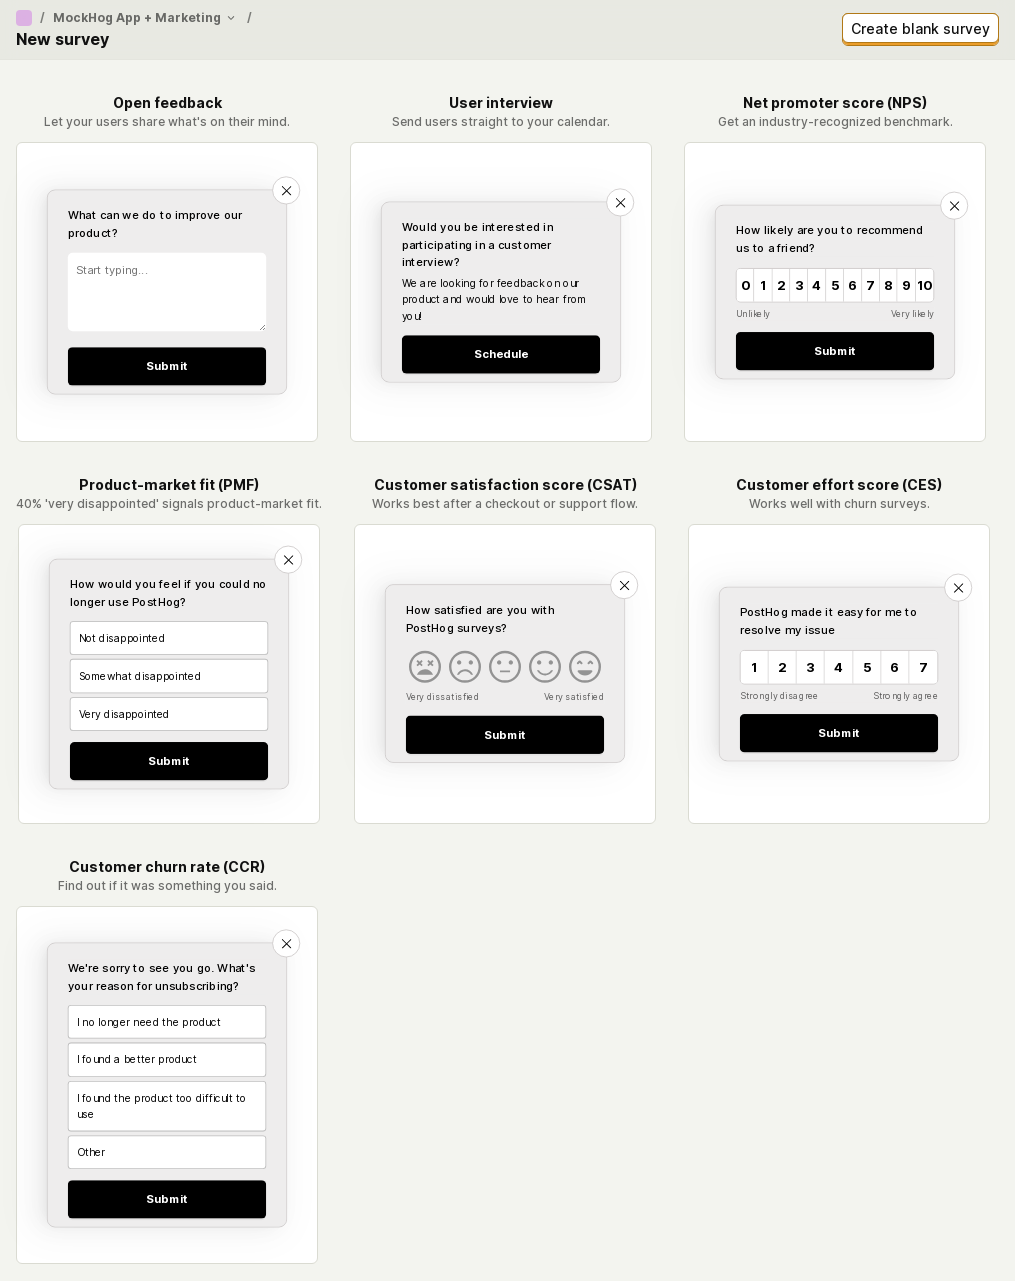 / MockHog App + Marketing /
New survey
Create blank survey
Open feedback
Let your users share what's on their mind.
What can we do to improve our
product?
Start typing...
Submit
User interview
Send users straight to your calendar.
Would you be interested in
participating in a customer
interview?
We are looking for feedback on our
product and would love to hear from
you!
Schedule
Net promoter score (NPS)
Get an industry-recognized benchmark.
How likely are you to recommend
us to a friend?
0 1 2 3 4 5 6 7 8 9 10
Unlikely Very likely
Submit
Product-market fit (PMF)
40% 'very disappointed' signals product-market fit.
How would you feel if you could no
longer use PostHog?
Not disappointed
Somewhat disappointed
Very disappointed
Submit
Customer satisfaction score (CSAT)
Works best after a checkout or support flow.
How satisfied are you with
PostHog surveys?
Very dissatisfied Very satisfied
Submit
Customer effort score (CES)
Works well with churn surveys.
PostHog made it easy for me to
resolve my issue
1 2 3 4 5 6 7
Strongly disagree Strongly agree
Submit
Customer churn rate (CCR)
Find out if it was something you said.
We're sorry to see you go. What's
your reason for unsubscribing?
I no longer need the product
I found a better product
I found the product too difficult to
use
Other
Submit